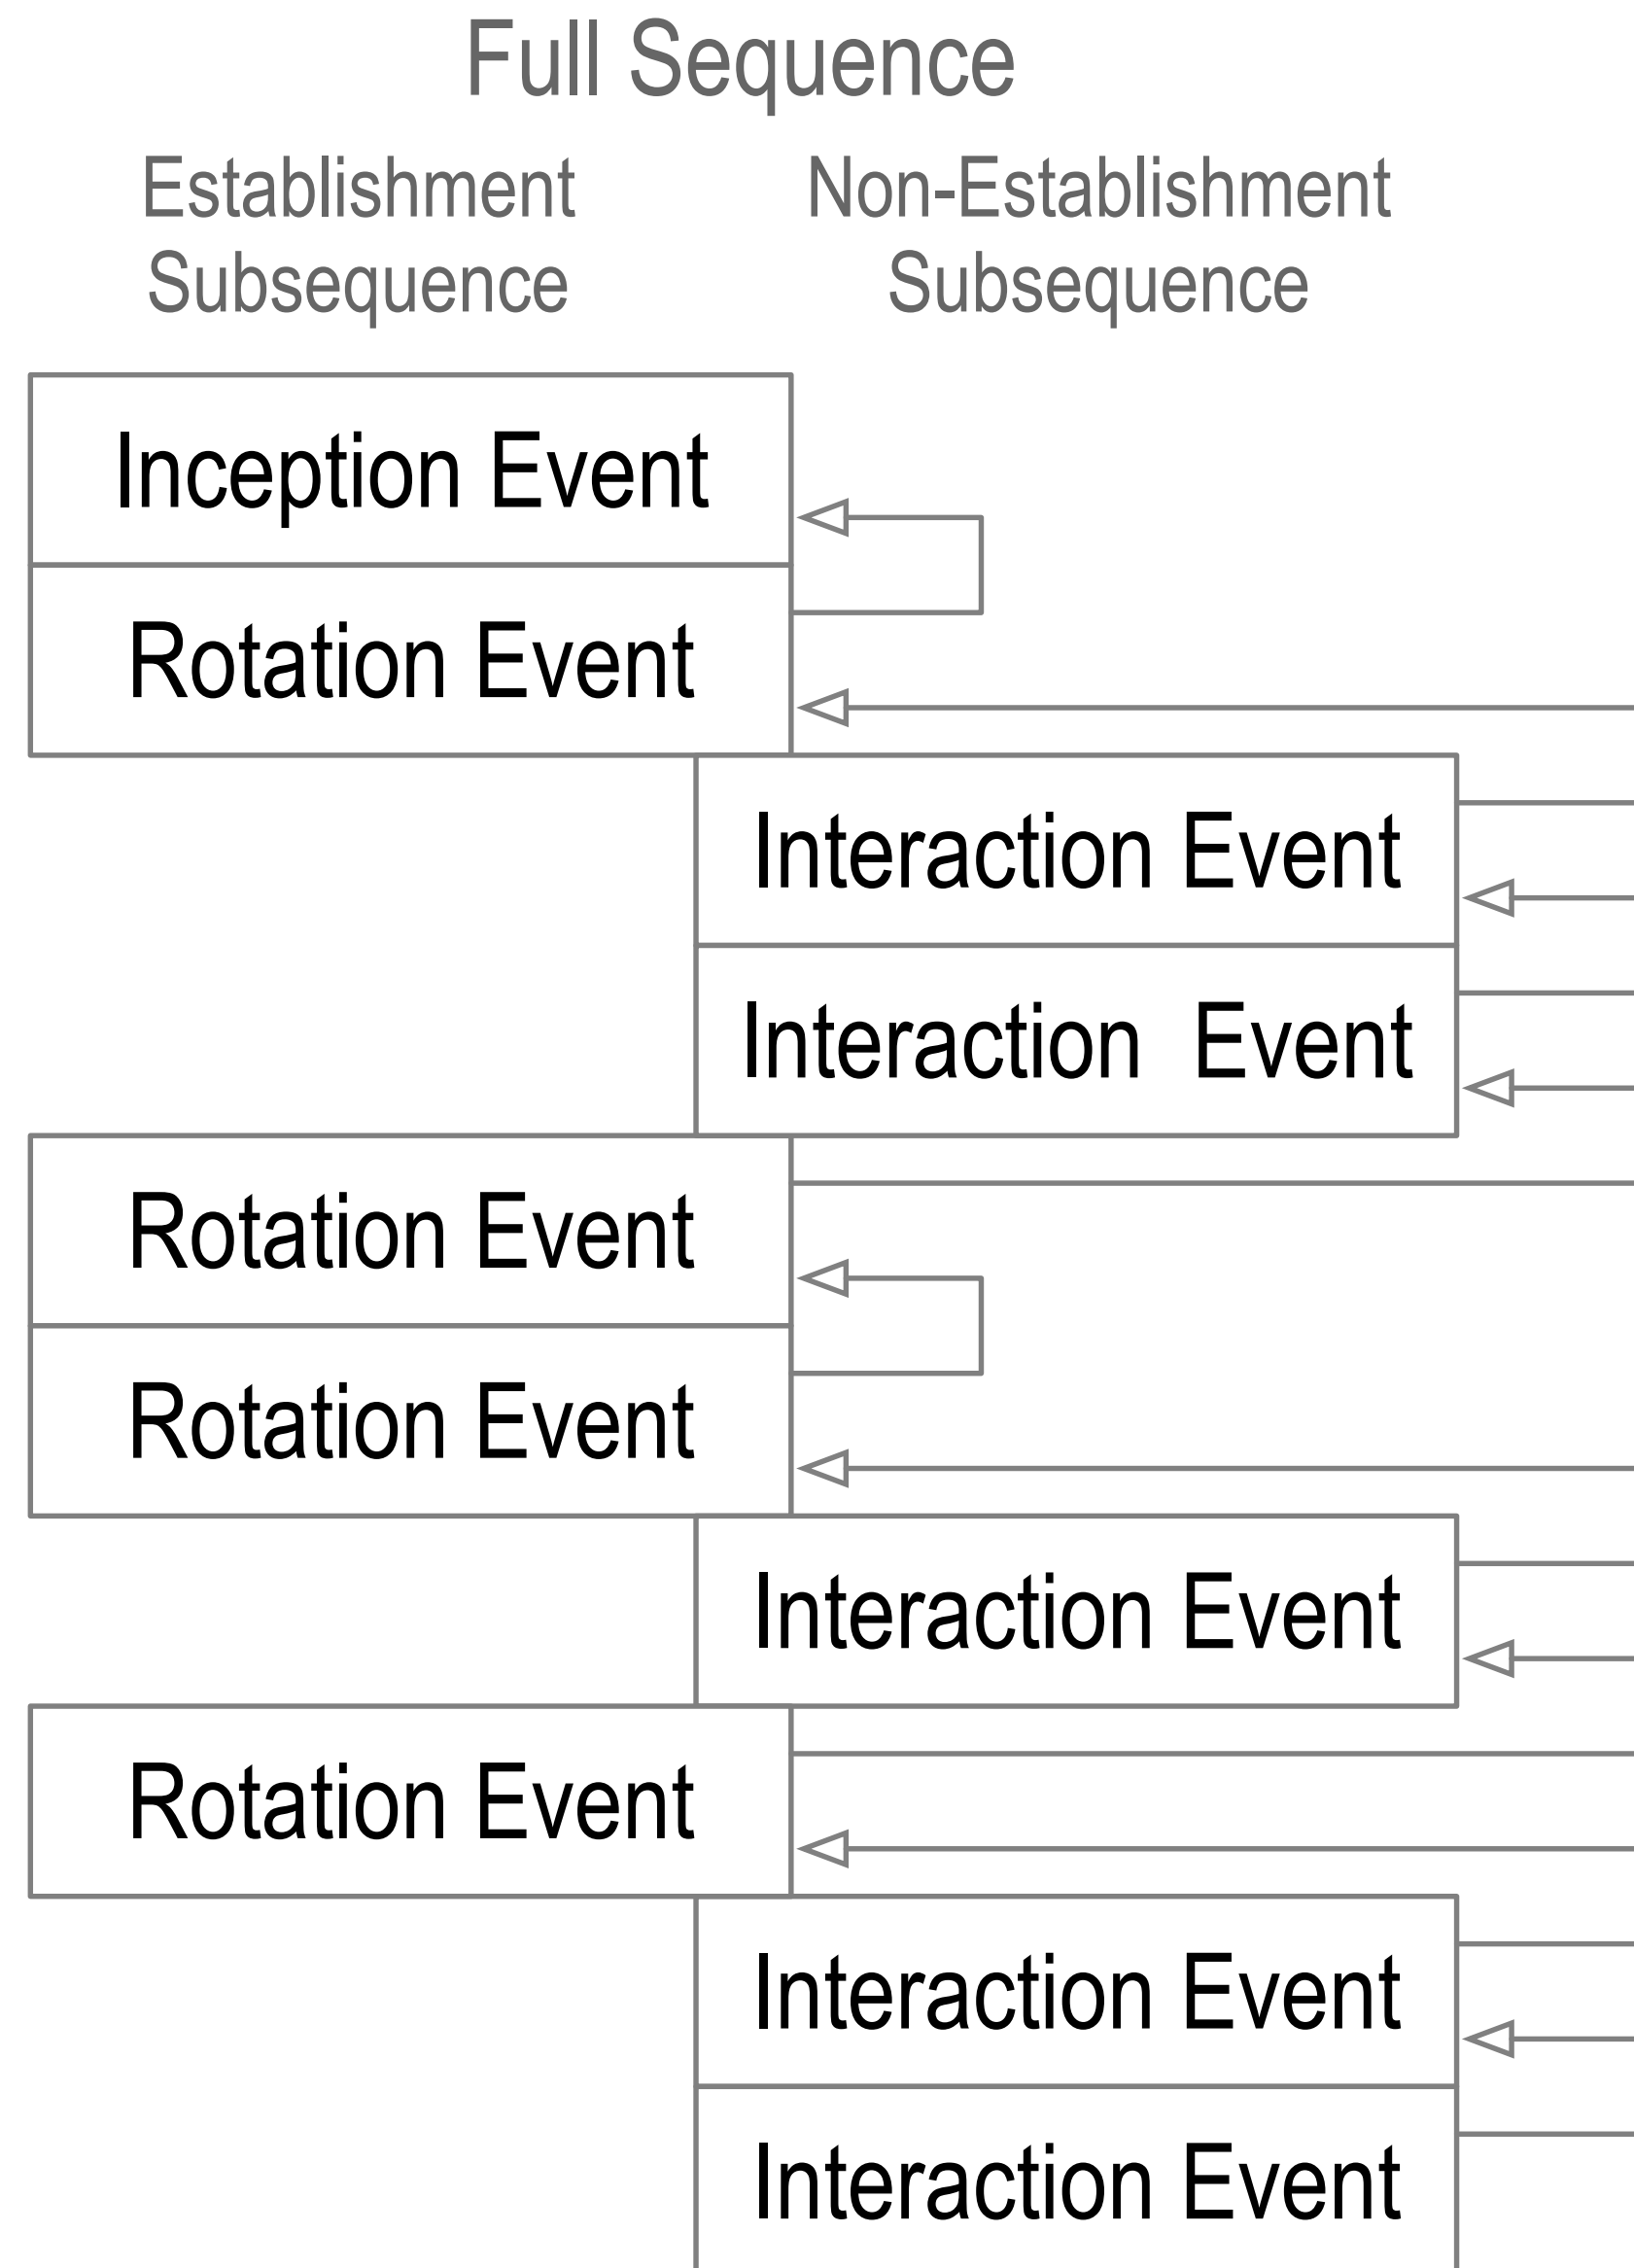 Full Sequence
Establishment
Subsequence
Non-Establishment
Subsequence
Inception Event
Rotation Event
Interaction Event
Interaction  Event
Rotation Event
Rotation Event
Interaction Event
Rotation Event
Interaction Event
Interaction Event